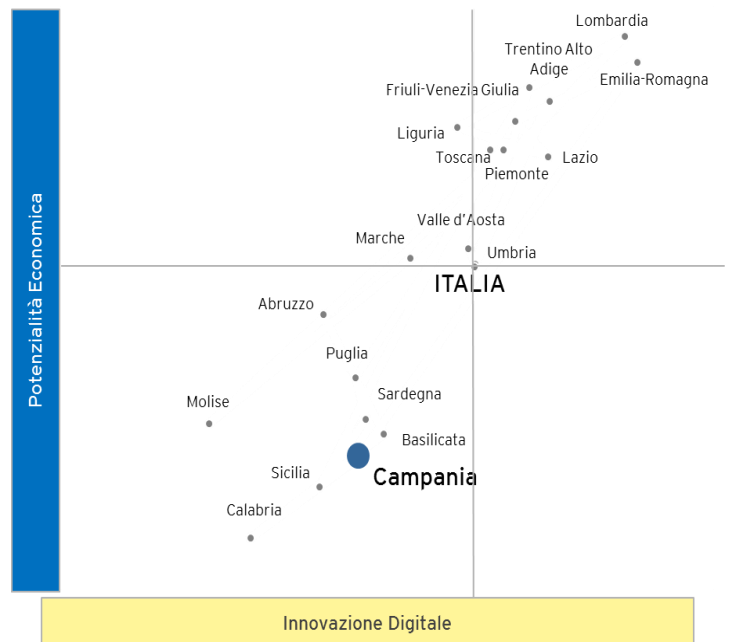 Lombardia
Trentino Alto
Adige
Emilia-Romagna
Friuli-Venezia Giulia
Liguria
Toscana
Lazio
Piemonte
Valle d'Aosta
Marche
Umbria
ITALIA
Potenzialità Economica
Abruzzo
Puglia
Sardegna
Molise
Basilicata
Sicilia
Campania
Calabria
Innovazione Digitale